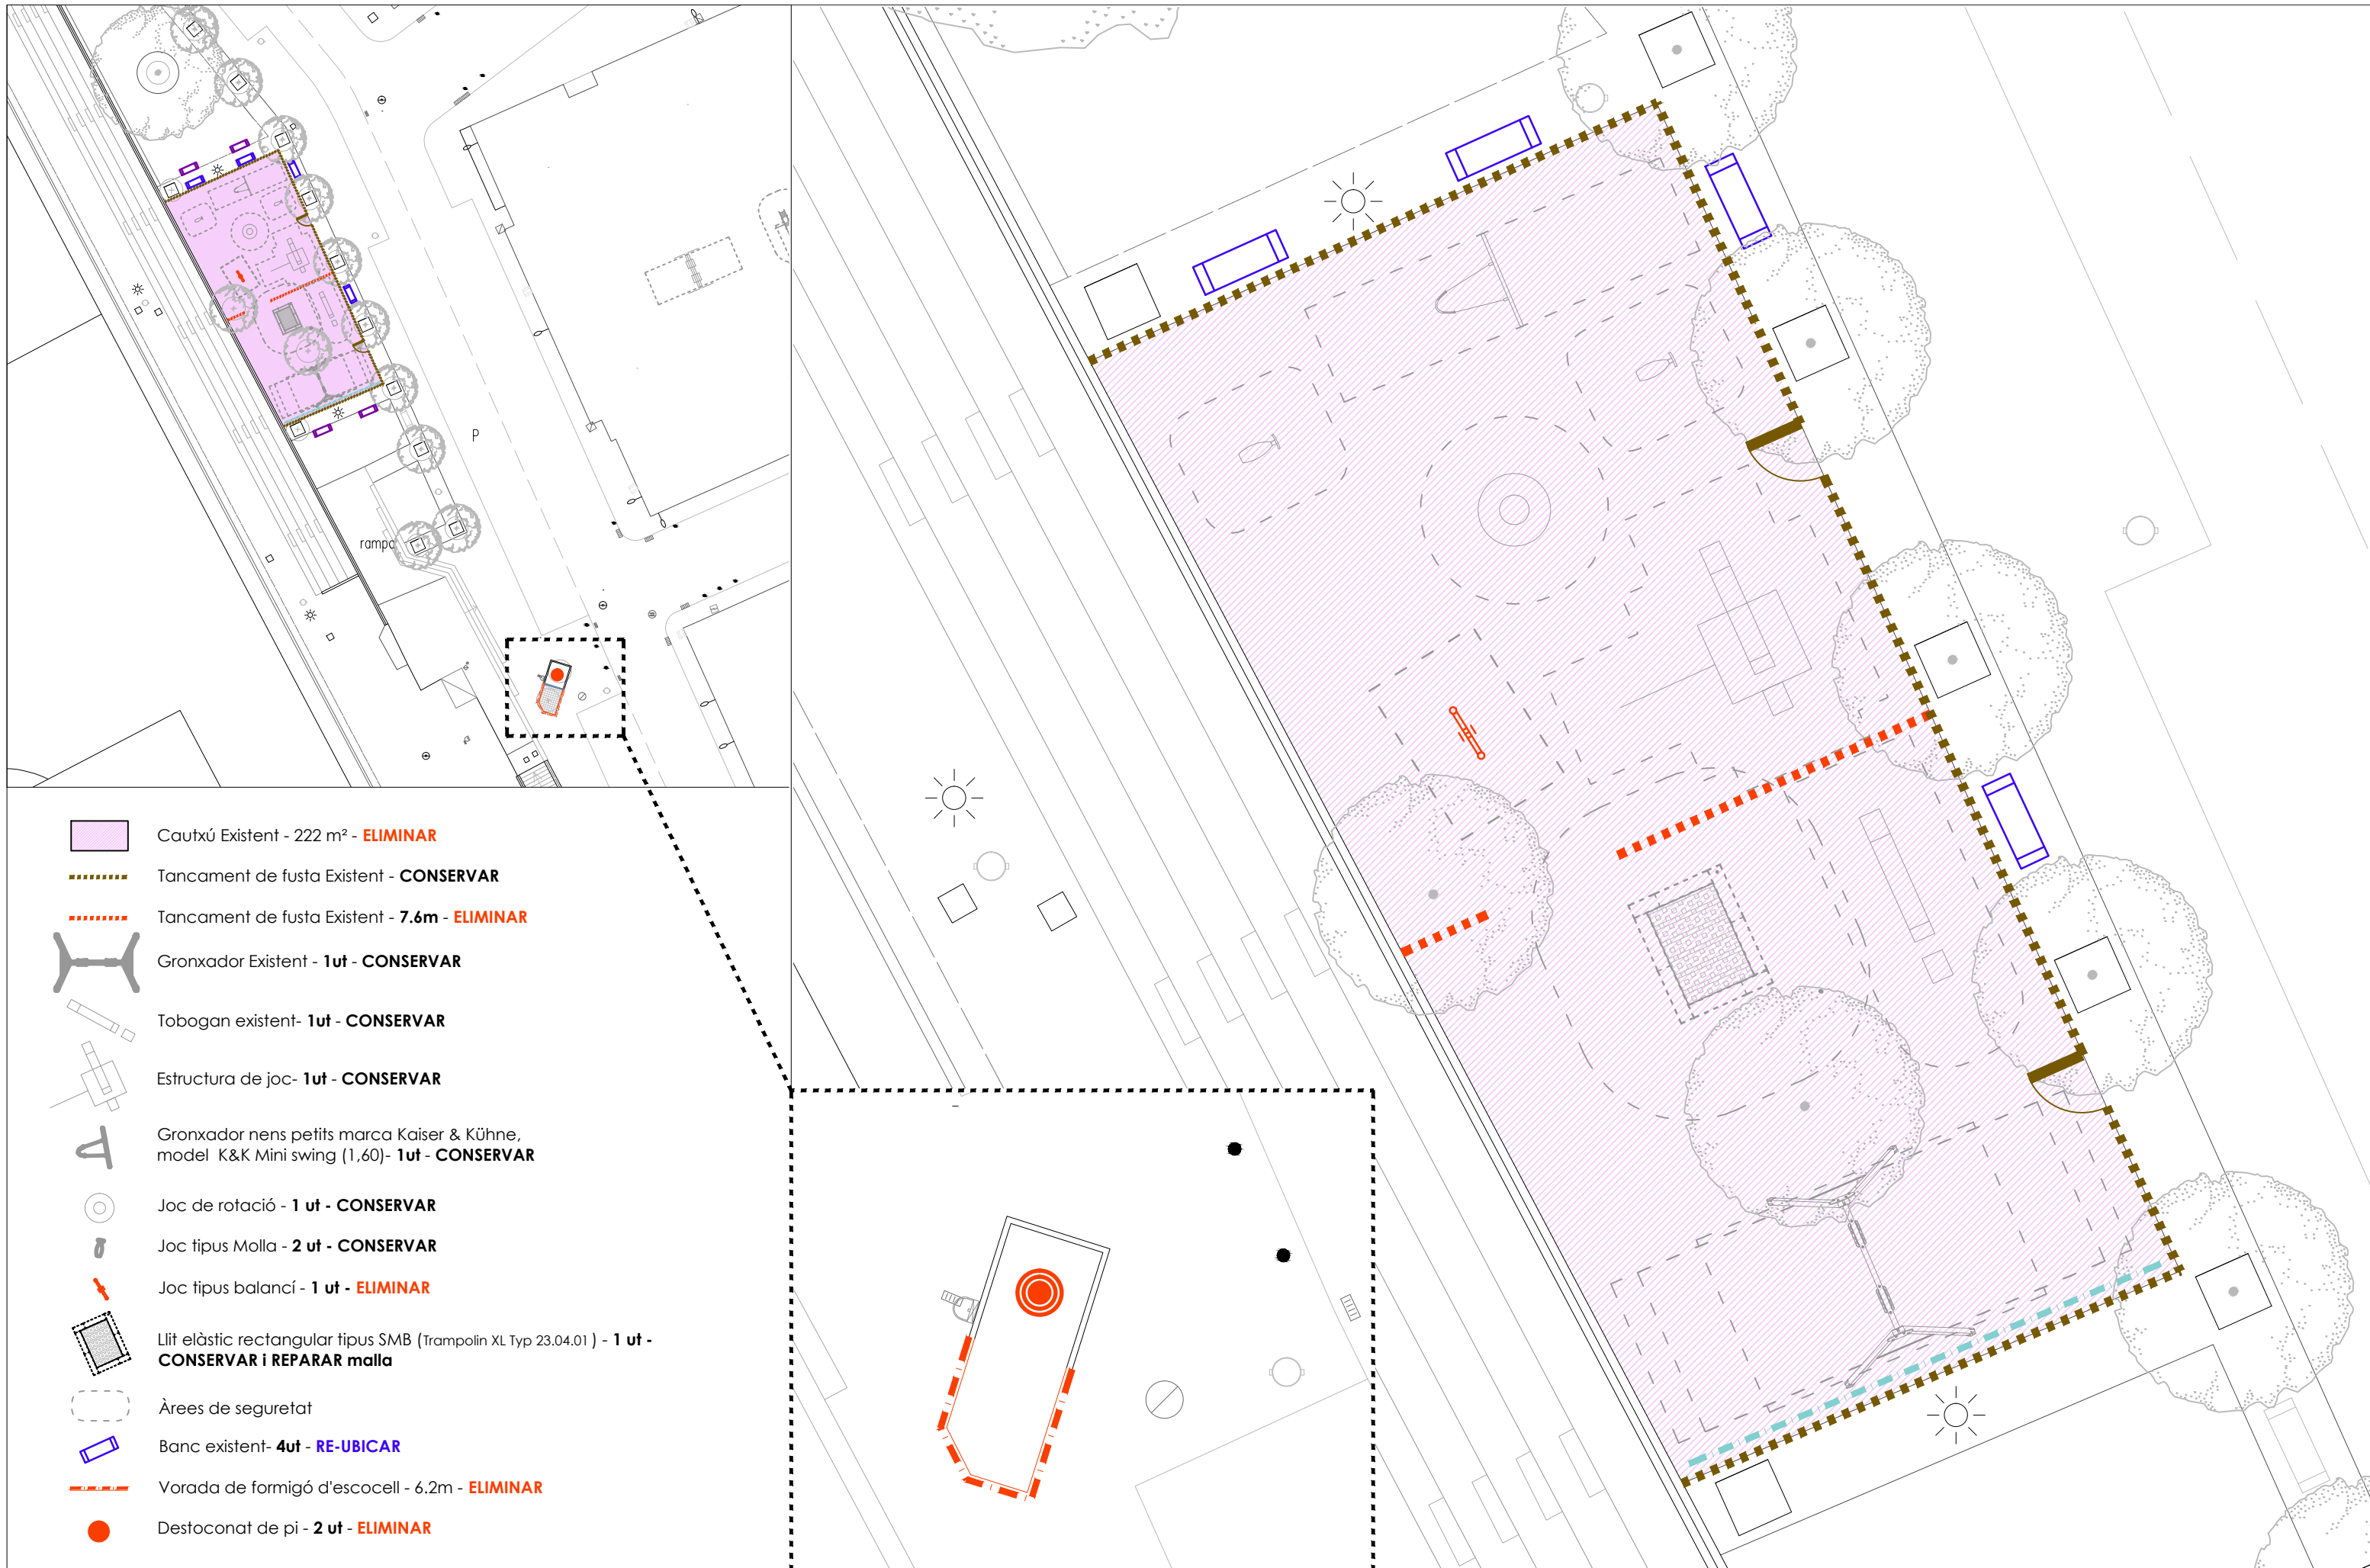 P
rampa
Cautxú Existent - 222 m² - ELIMINAR
Tancament de fusta Existent - CONSERVAR
Tancament de fusta Existent - 7.6m - ELIMINAR
Gronxador Existent - 1ut - CONSERVAR
Tobogan existent- 1ut - CONSERVAR
Estructura de joc- 1ut - CONSERVAR
Gronxador nens petits marca Kaiser & Kühne,
model K&K Mini swing (1,60)- 1ut - CONSERVAR
Joc de rotació - 1 ut - CONSERVAR
Joc tipus Molla - 2 ut - CONSERVAR
Joc tipus balancí - 1 ut - ELIMINAR
Llit elàstic rectangular tipus SMB (Trampolin XL Typ 23.04.01 ) - 1 ut -
CONSERVAR i REPARAR malla
Àrees de seguretat
Banc existent- 4ut - RE-UBICAR
Vorada de formigó d'escocell - 6.2m - ELIMINAR
Destoconat de pi - 2 ut - ELIMINAR